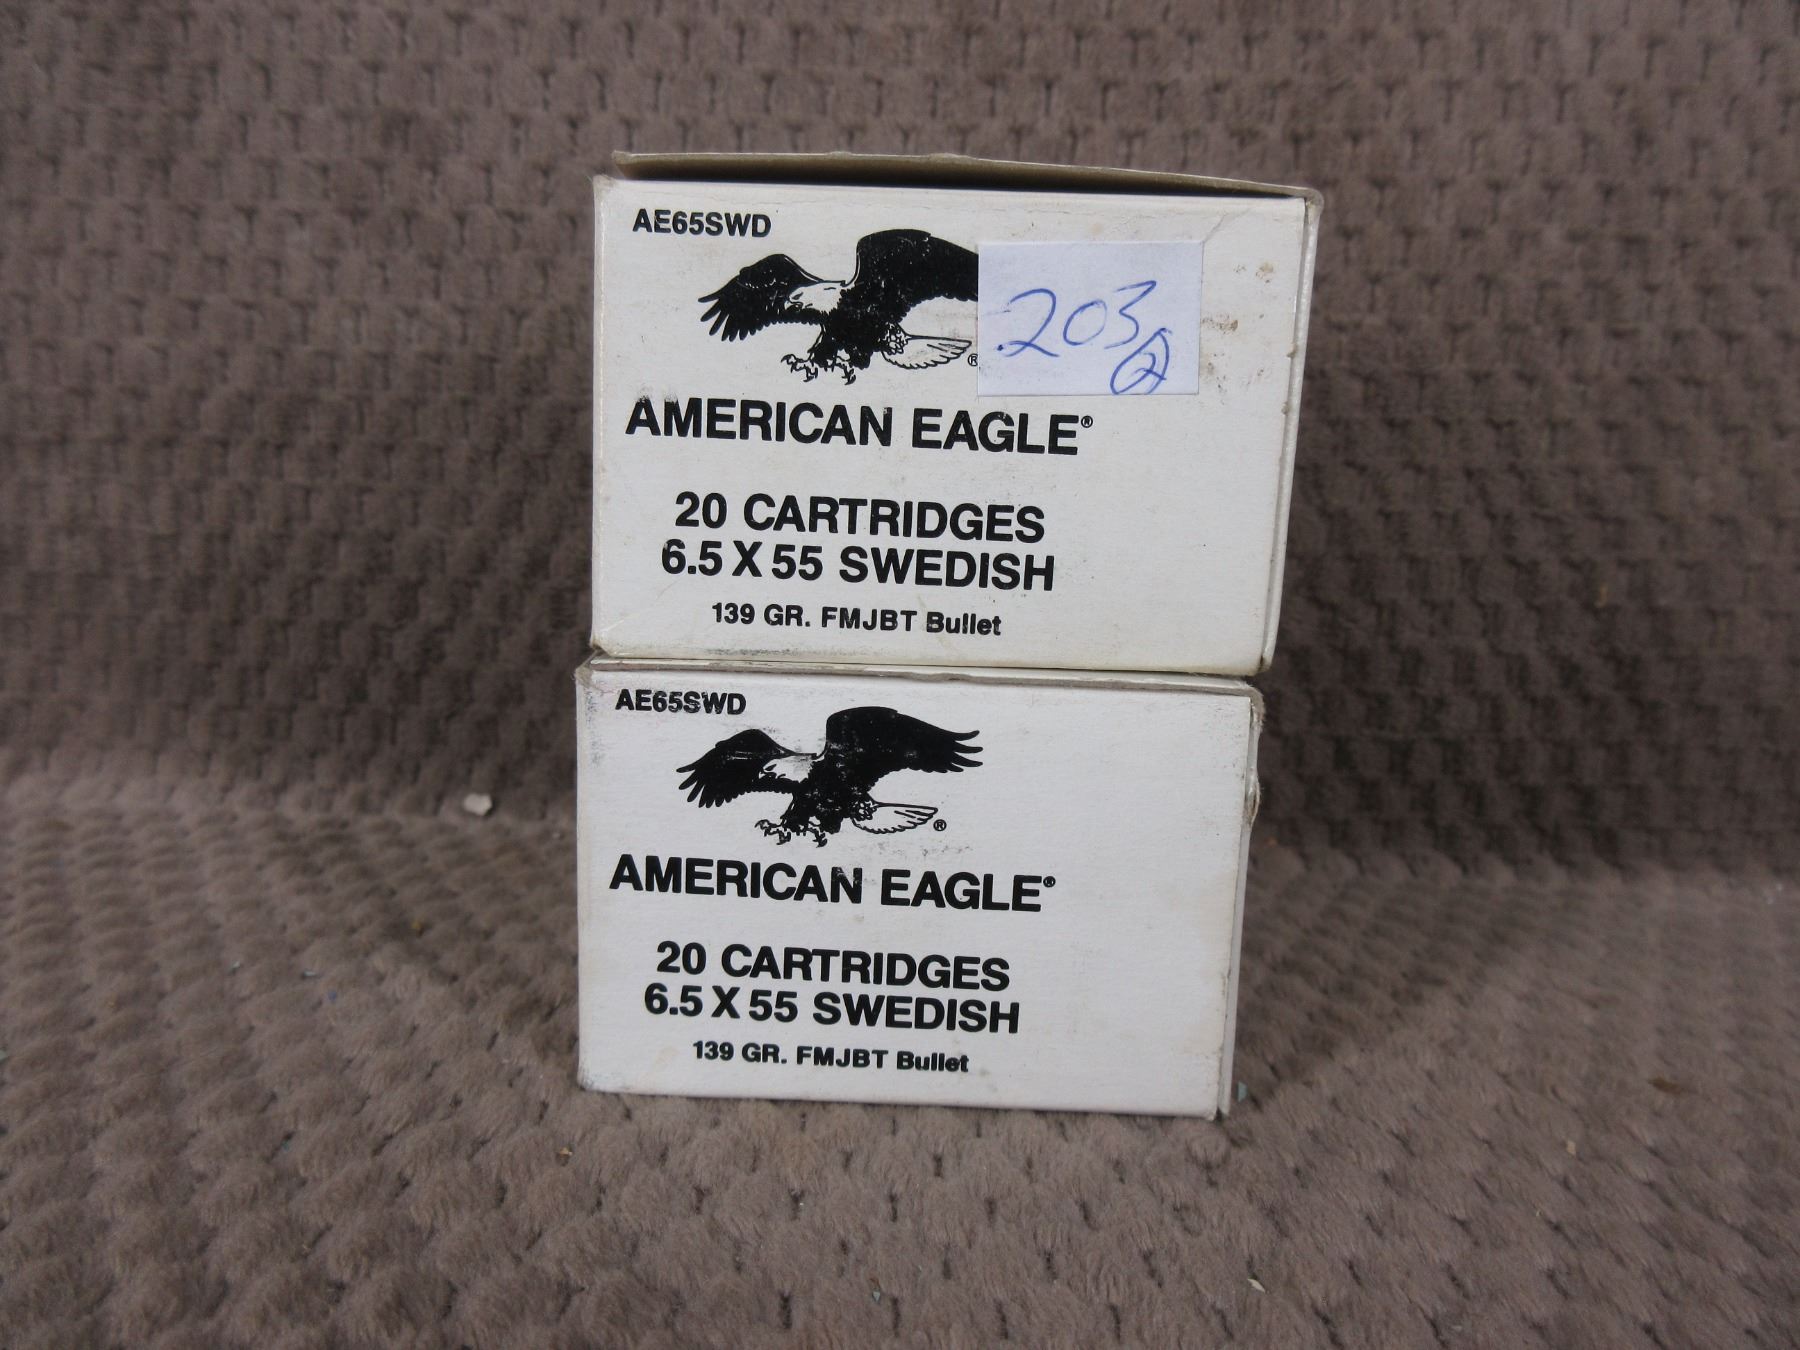 AE65SWD
203
2
®
AMERICAN EAGLE®
20 CARTRIDGES
6.5 X 55 SWEDISH
139 GR. FMJBT Bullet
AE65SWD
®
AMERICAN EAGLE®
20 CARTRIDGES
6.5 X 55 SWEDISH
139 GR. FMJBT Bullet